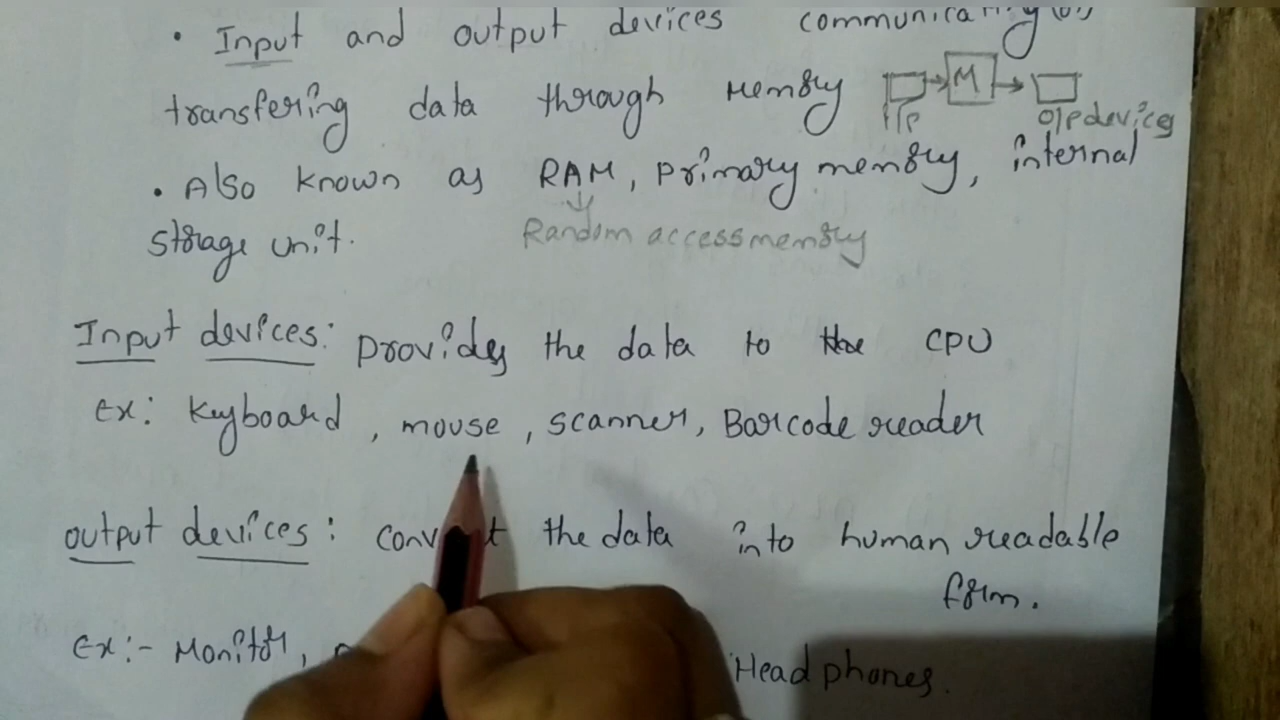 • Input and output devices
transfering data through memory M
I/P O/P devices
• Also known as RAM, primary memory, internal
storage unit. Random access memory
Input devices: provides the data to the CPU
Ex: Keyboard, mouse, scanner, Barcode reader
output devices: the data into human readable
form.
Ex:- Monitor, Headphones.